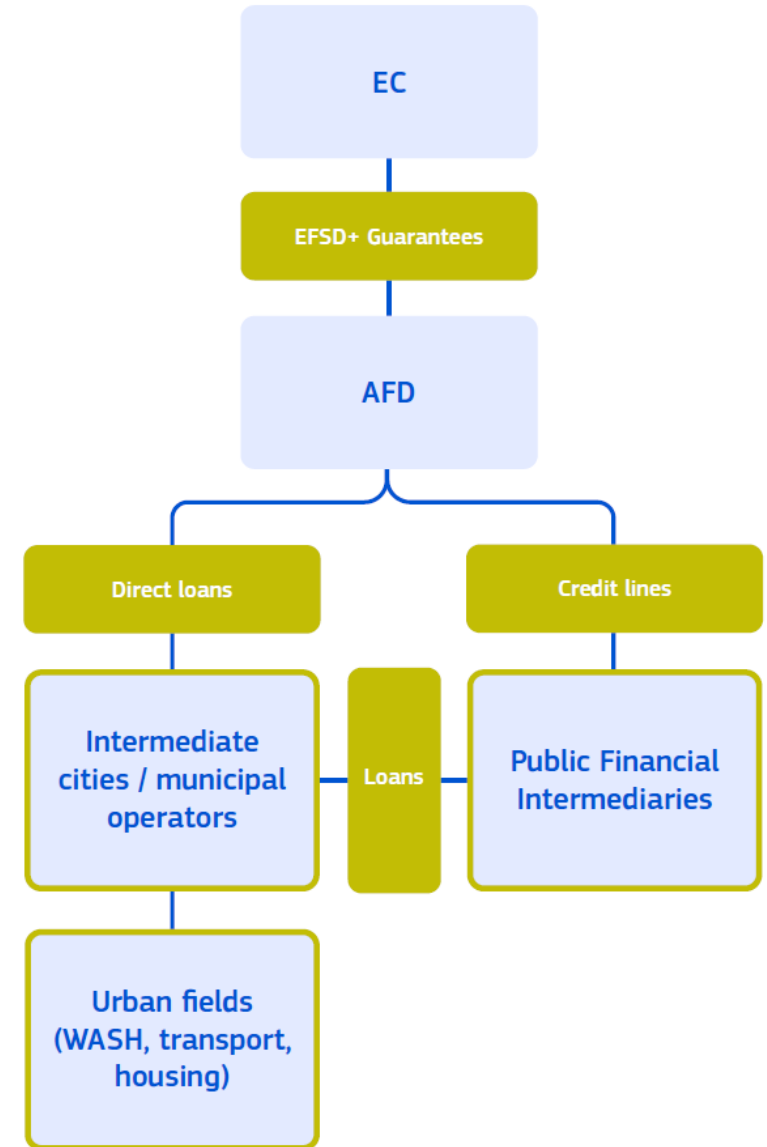 EC
EFSD+ Guarantees
AFD
Direct loans
Credit lines
Intermediate
cities / municipal
operators
Loans
Public Financial
Intermediaries
Urban fields
(WASH, transport,
housing)